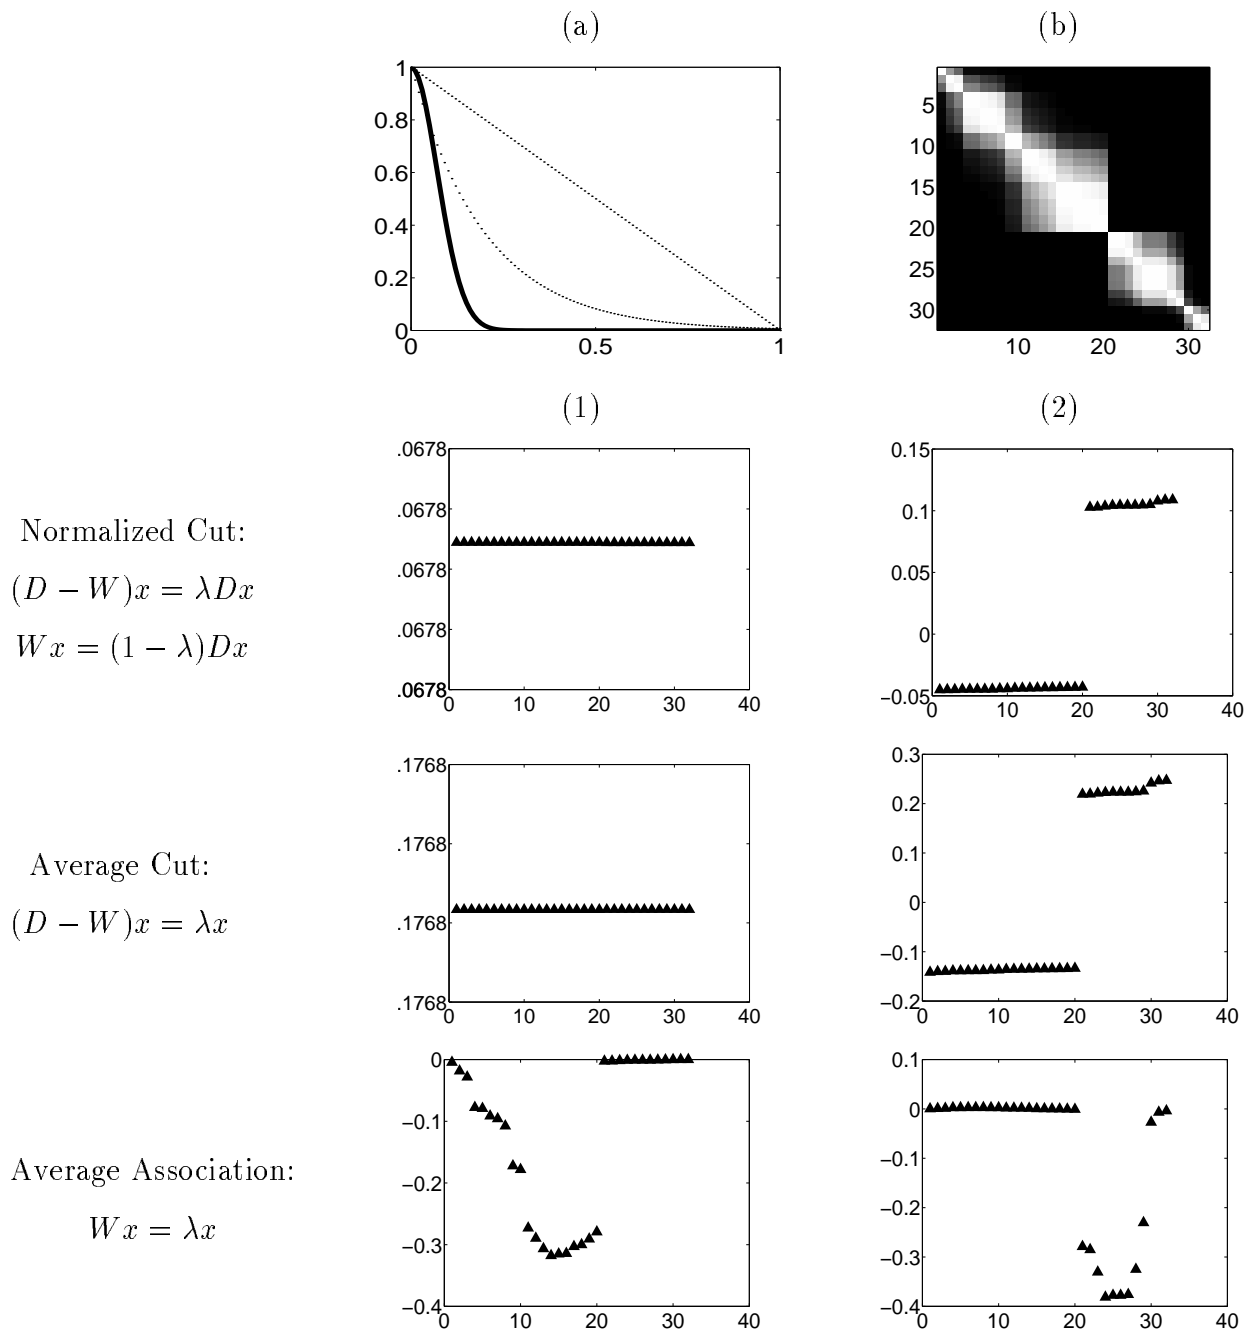 (a)
(b)
1
0.8
0.6
0.4
0.2
0
0 0.5 1
5
10
15
20
25
30
10 20 30
(1)
(2)
Normalized Cut:
(D − W)x = λDx
Wx = (1 − λ)Dx
.0678
.0678
.0678
.0678
.0678
0 10 20 30 40
0.15
0.1
0.05
0
−0.05
0 10 20 30 40
Average Cut:
(D − W)x = λx
.1768
.1768
.1768
.1768
0 10 20 30 40
0.3
0.2
0.1
0
−0.1
−0.2
0 10 20 30 40
Average Association:
Wx = λx
0
−0.1
−0.2
−0.3
−0.4
0 10 20 30 40
0.1
0
−0.1
−0.2
−0.3
−0.4
0 10 20 30 40